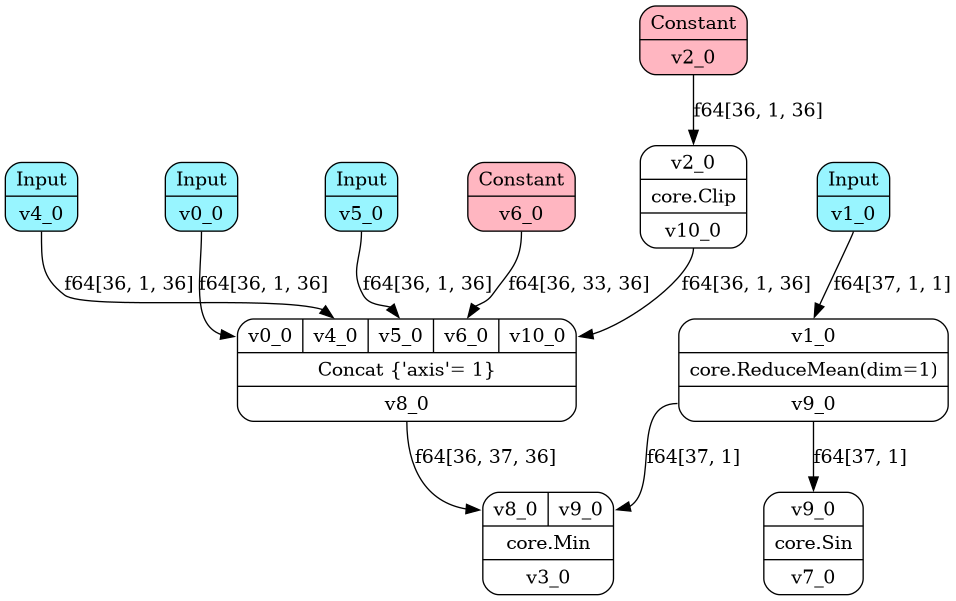 Constant
v2_0
f64[36, 1, 36]
Input
v4_0
Input
v0_0
Input
v5_0
Constant
v6_0
v2_0
core.Clip
v10_0
Input
v1_0
f64[36, 1, 36]
f64[36, 1, 36]
f64[36, 1, 36]
f64[36, 33, 36]
f64[36, 1, 36]
f64[37, 1, 1]
v0_0 v4_0 v5_0 v6_0 v10_0
Concat {'axis'= 1}
v8_0
v1_0
core.ReduceMean(dim=1)
v9_0
f64[36, 37, 36]
f64[37, 1]
f64[37, 1]
v8_0 v9_0
core.Min
v3_0
v9_0
core.Sin
v7_0